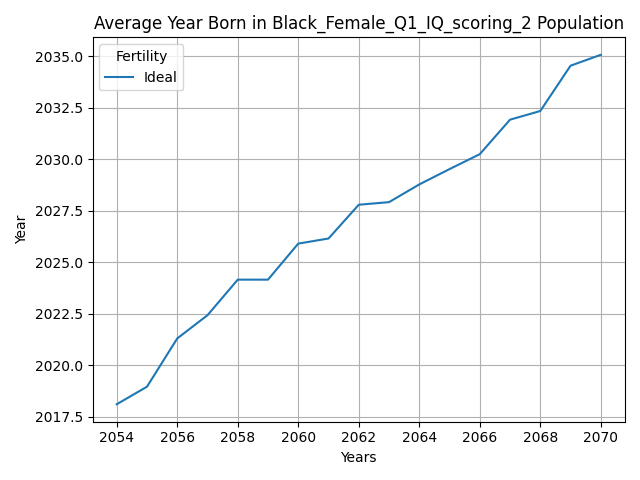 Average Year Born in Black_Female_Q1_IQ_scoring_2 Population
Fertility
Ideal
2035.0
2032.5
2030.0
2027.5
2025.0
2022.5
2020.0
2017.5
Year
2054 2056 2058 2060 2062 2064 2066 2068 2070
Years